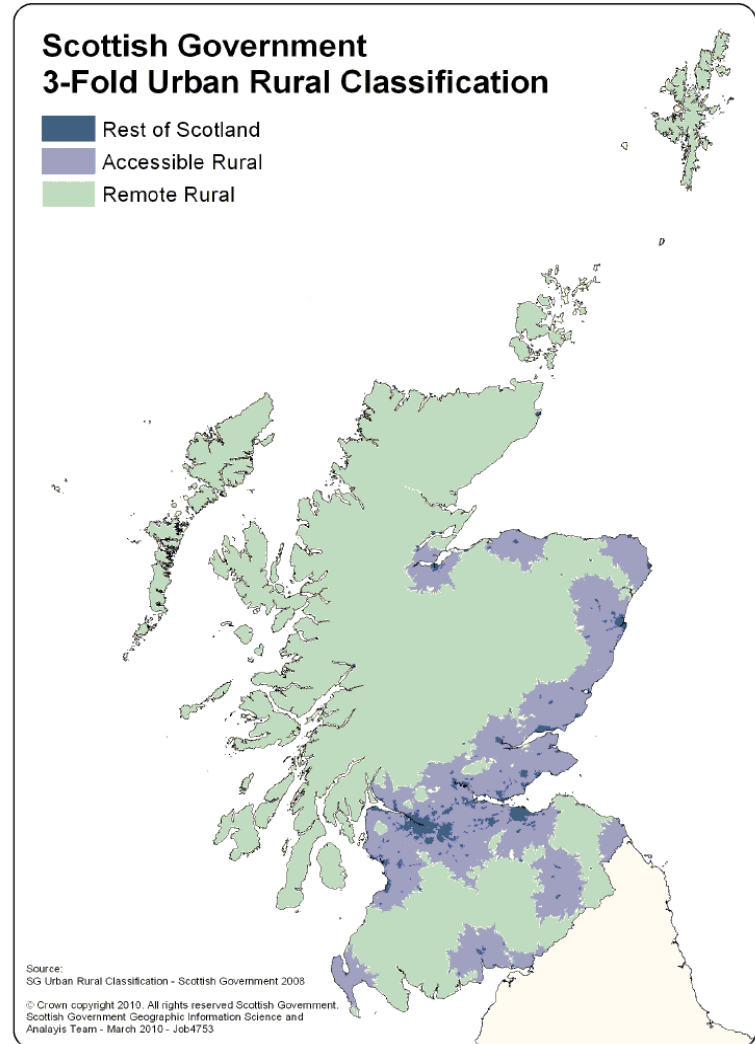 Scottish Government
3-Fold Urban Rural Classification
Rest of Scotland
Accessible Rural
Remote Rural
Source:
SG Urban Rural Classification - Scottish Government 2008
© Crown copyright 2010. All rights reserved Scottish Government.
Scottish Government Geographic Information Science and
Analayis Team - March 2010 - Job4753